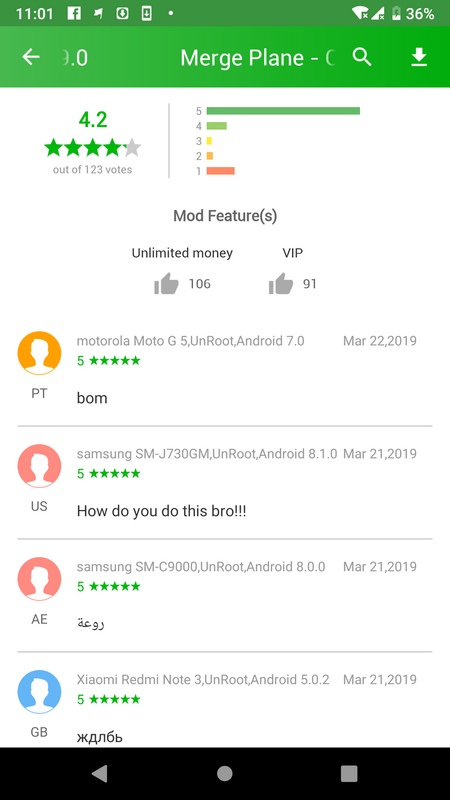 11:01
36%
9.0
Merge Plane -
4.2
out of 123 votes
5
4
3
2
1
Mod Feature(s)
Unlimited money
VIP
106
91
motorola Moto G 5,UnRoot,Android 7.0
Mar 22,2019
5
PT
bom
samsung SM-J730GM,UnRoot,Android 8.1.0
Mar 21,2019
5
US
How do you do this bro!!!
samsung SM-C9000,UnRoot,Android 8.0.0
Mar 21,2019
5
AE
روعة
Xiaomi Redmi Note 3,UnRoot,Android 5.0.2
Mar 21,2019
5
GB
ждлбь